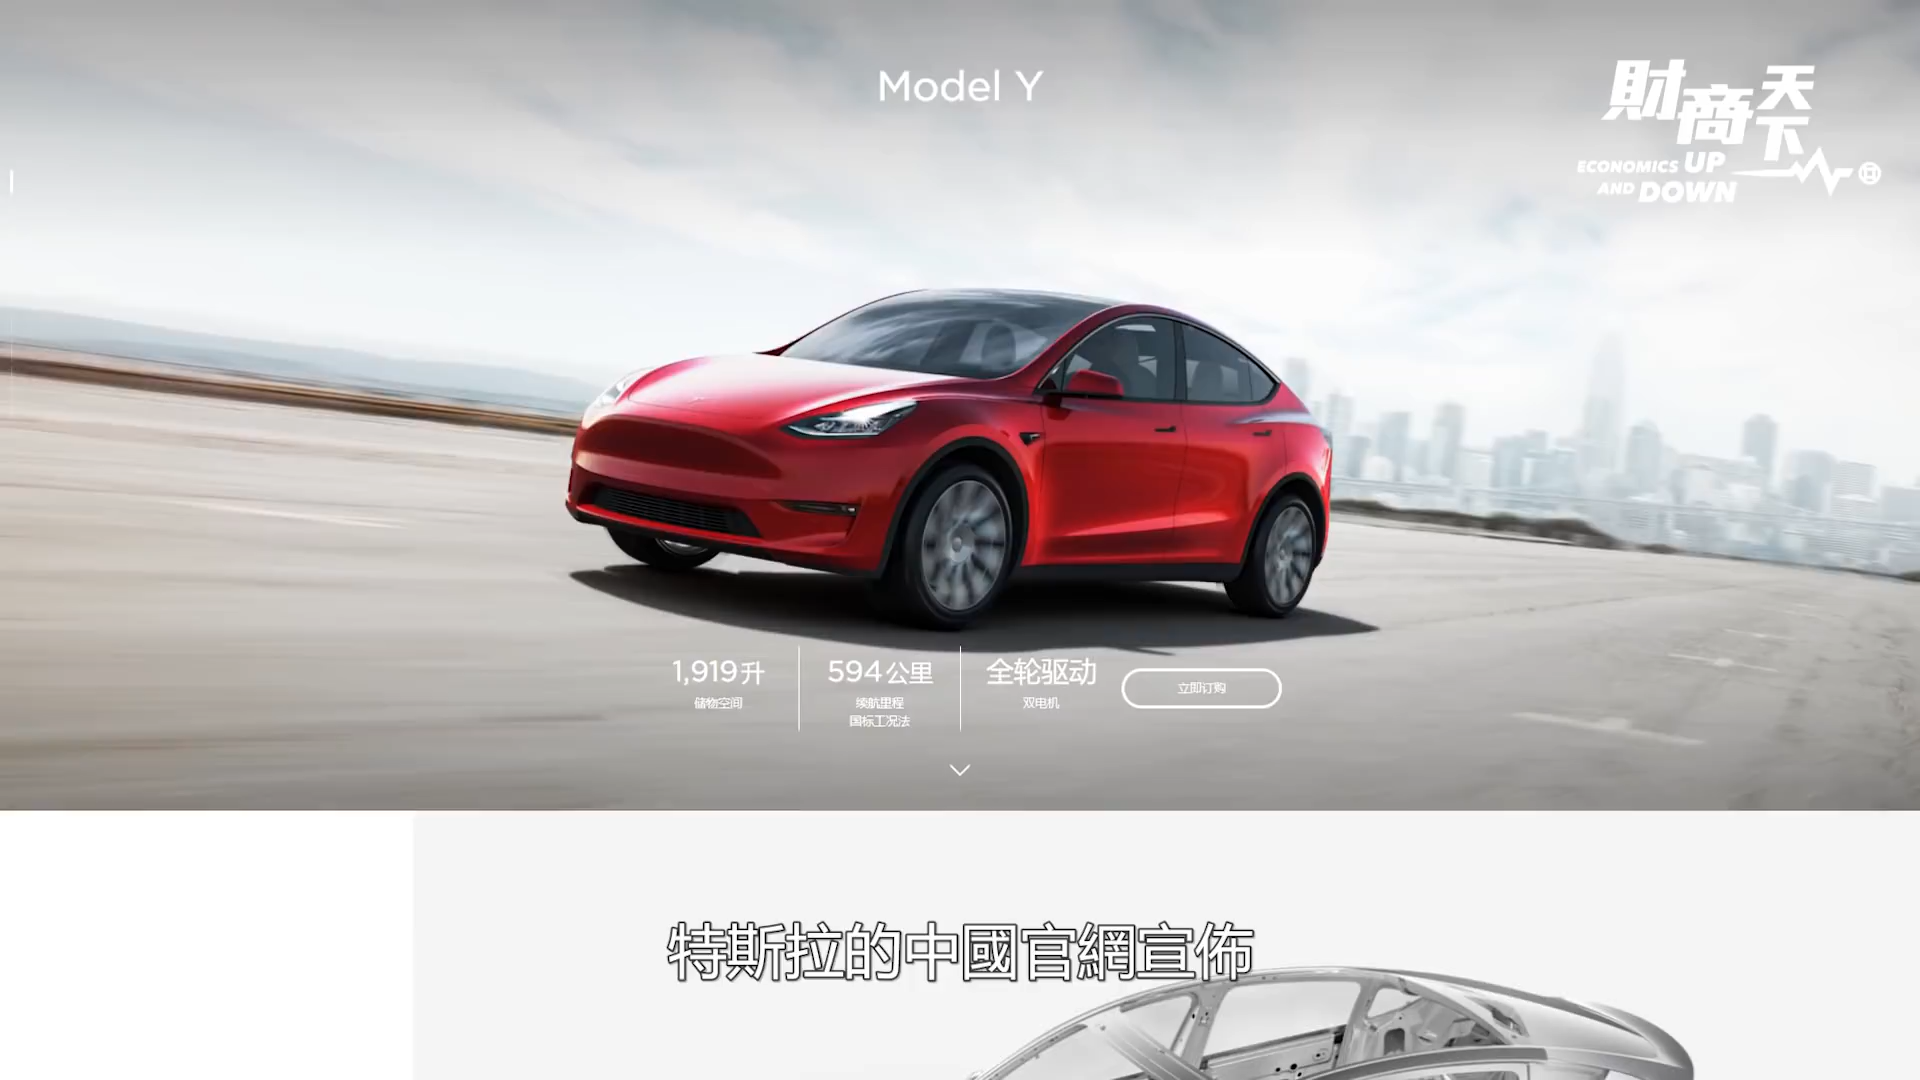 Model Y
財商天下
ECONOMICS UP
AND DOWN
1,919升
储物空间
594公里
续航里程
国标工况法
全轮驱动
双电机
立即订购
特斯拉的中國官網宣佈